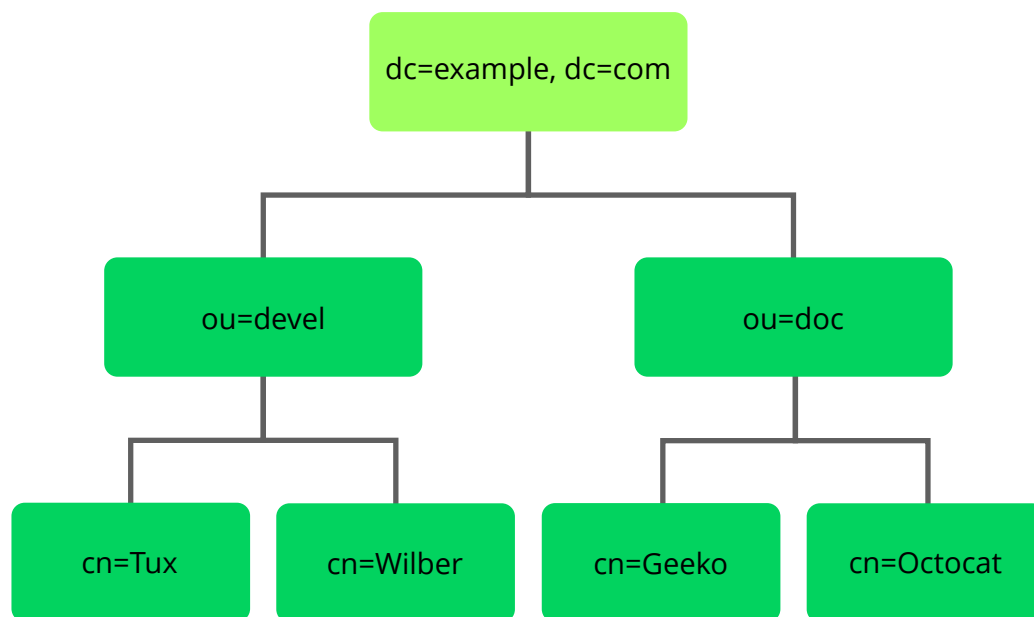 dc=example, dc=com
ou=devel
ou=doc
cn=Tux
cn=Wilber
cn=Geeko
cn=Octocat